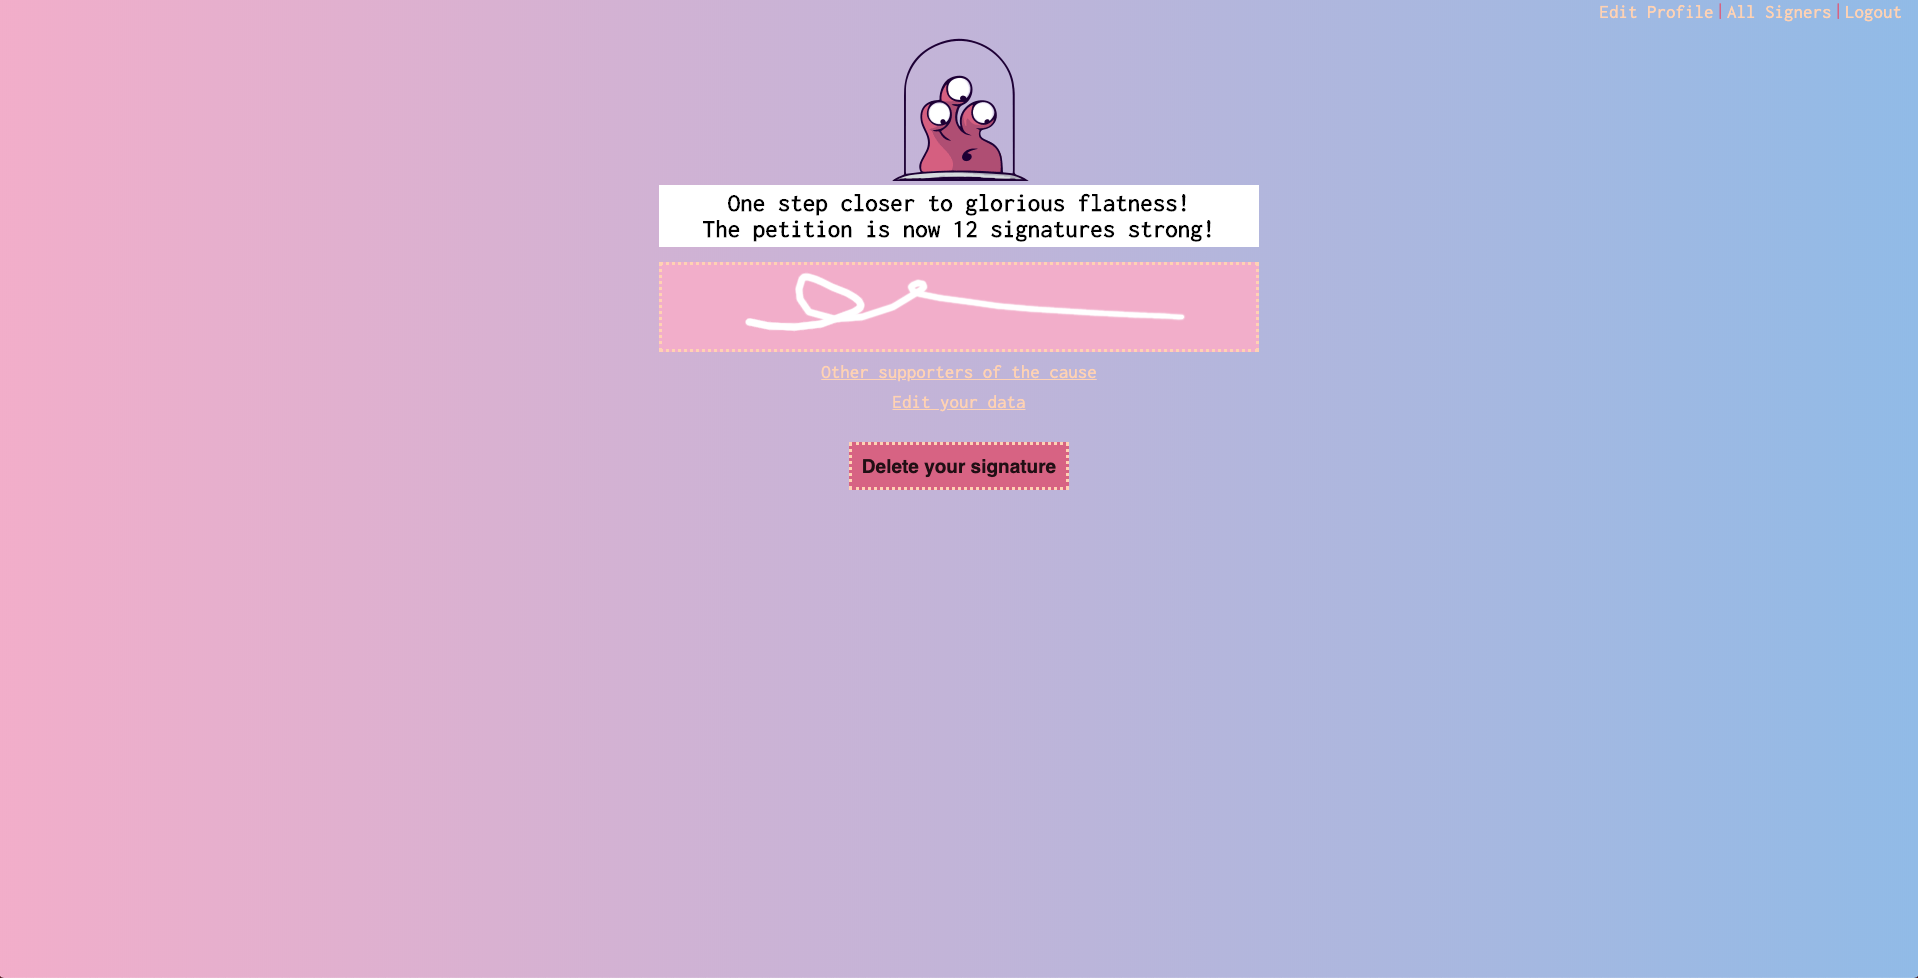 Edit Profile|All Signers|Logout
One step closer to glorious flatness!
The petition is now 12 signatures strong!
Other supporters of the cause
Edit your data
Delete your signature